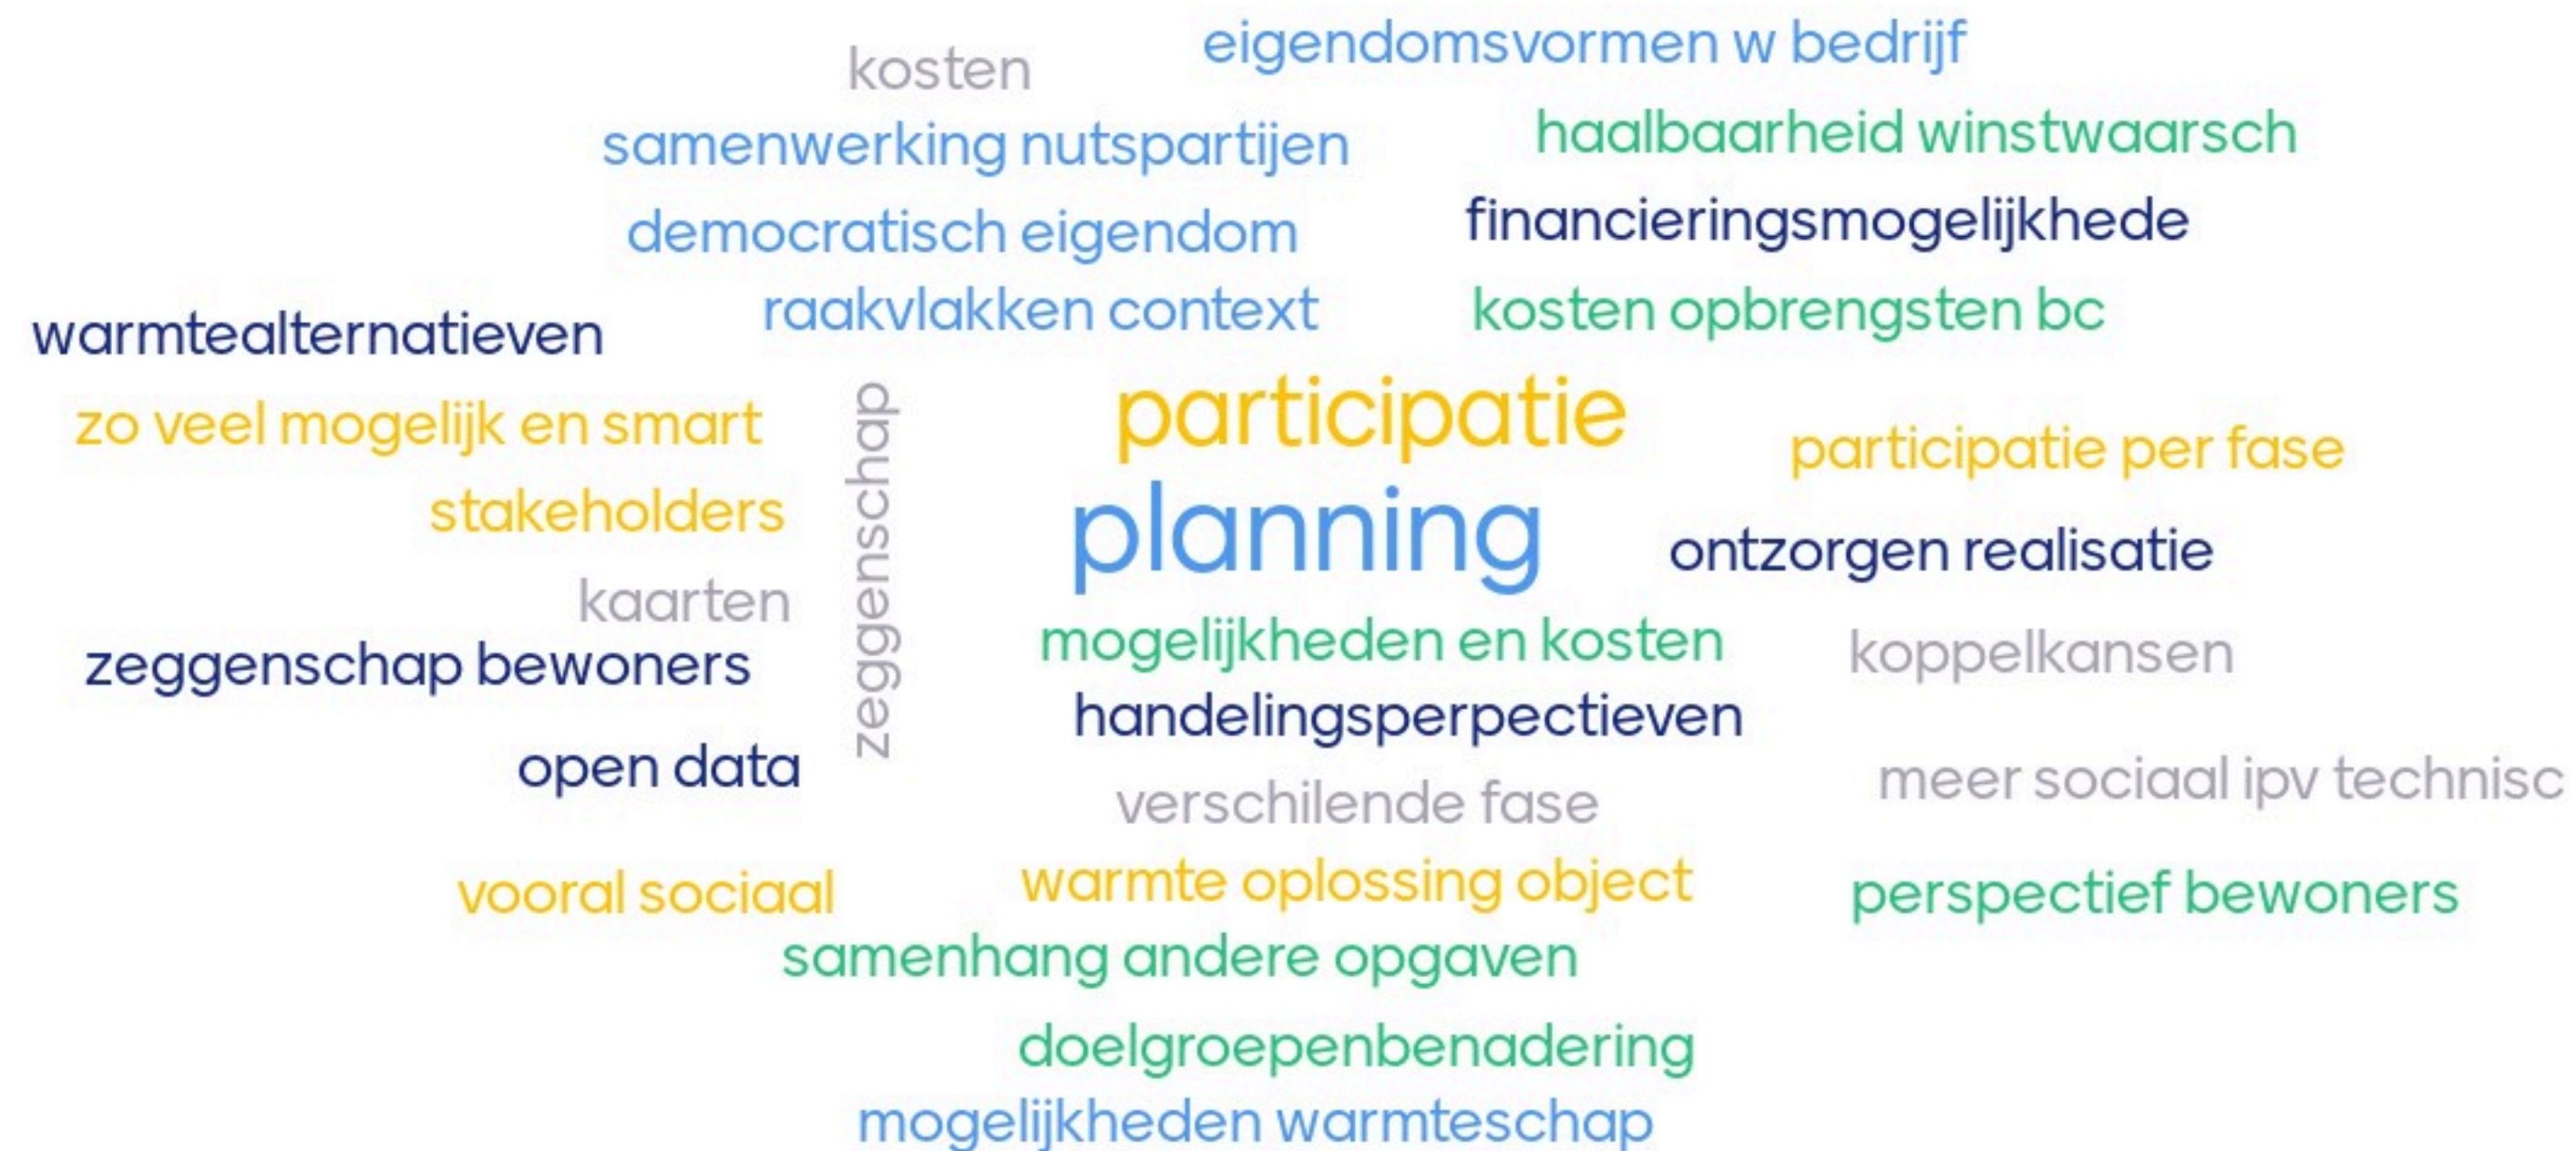 eigendomsvormen w bedrijf
kosten
haalbaarheid winstwaarsch
samenwerking nutspartijen
financieringsmogelijkhede
democratisch eigendom
raakvlakken context
kosten opbrengsten bc
warmtealternatieven
participatie
zo veel mogelijk en smart
participatie per fase
stakeholders
planning
ontzorgen realisatie
zeggenschap
kaarten
mogelijkheden en kosten
koppelkansen
zeggenschap bewoners
handelingsperpectieven
open data
meer sociaal ipv technisc
verschilende fase
warmte oplossing object
vooral sociaal
perspectief bewoners
samenhang andere opgaven
doelgroepenbenadering
mogelijkheden warmteschap